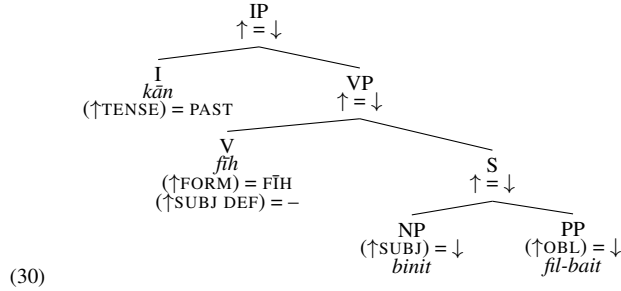 IP
↑ = ↓
I
kān
(↑TENSE) = PAST
VP
↑ = ↓
V
fīh
(↑FORM) = FĪH
(↑SUBJ DEF) = –
S
↑ = ↓
NP
(↑SUBJ) = ↓
binit
PP
(↑OBL) = ↓
fil-bait
(30)